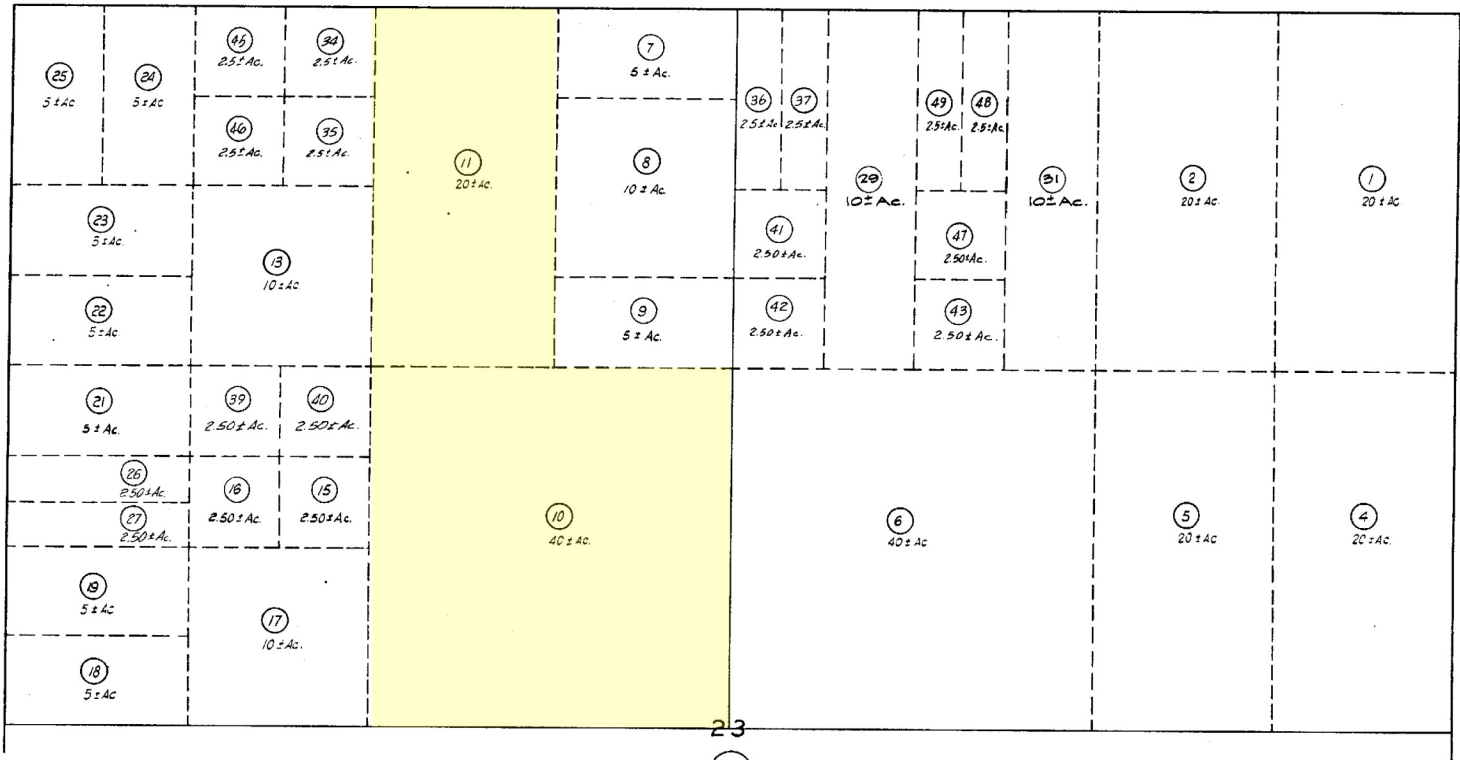 25
5 ± Ac
24
5 ± Ac
45
2.5 ± Ac.
34
2.5 ± Ac.
46
2.5 ± Ac.
35
2.5 ± Ac.
11
20 ± Ac.
7
5 ± Ac.
8
10 ± Ac.
36
2.5 ± Ac
37
2.5 ± Ac.
29
10 ± Ac.
49
2.5 ± Ac.
48
2.5 ± Ac.
31
10 ± Ac.
2
20 ± Ac.
1
20 ± Ac.
23
5 ± Ac.
13
10 ± Ac.
22
5 ± Ac.
9
5 ± Ac.
41
2.50 ± Ac.
42
2.50 ± Ac.
47
2.50 ± Ac.
43
2.50 ± Ac.
21
5 ± Ac.
39
2.50 ± Ac.
40
2.50 ± Ac.
26
2.50 ± Ac.
27
2.50 ± Ac.
16
2.50 ± Ac.
15
2.50 ± Ac.
10
40 ± Ac.
6
40 ± Ac
5
20 ± Ac
4
20 ± Ac.
19
5 ± Ac
17
10 ± Ac.
18
5 ± Ac
23